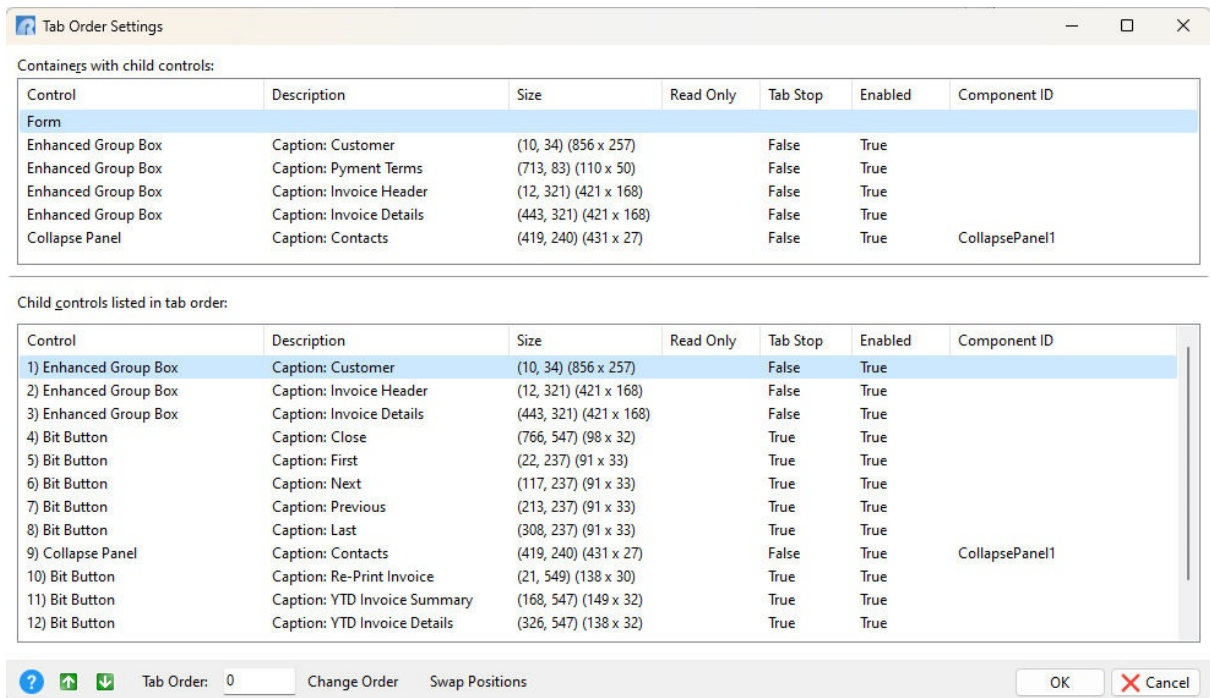 Tab Order Settings
Containers with child controls:
Control Description Size Read Only Tab Stop Enabled Component ID
Form
Enhanced Group Box Caption: Customer (10, 34) (856 x 257) False True
Enhanced Group Box Caption: Pyment Terms (713, 83) (110 x 50) False True
Enhanced Group Box Caption: Invoice Header (12, 321) (421 x 168) False True
Enhanced Group Box Caption: Invoice Details (443, 321) (421 x 168) False True
Collapse Panel Caption: Contacts (419, 240) (431 x 27) False True CollapsePanel1
Child controls listed in tab order:
Control Description Size Read Only Tab Stop Enabled Component ID
1) Enhanced Group Box Caption: Customer (10, 34) (856 x 257) False True
2) Enhanced Group Box Caption: Invoice Header (12, 321) (421 x 168) False True
3) Enhanced Group Box Caption: Invoice Details (443, 321) (421 x 168) False True
4) Bit Button Caption: Close (766, 547) (98 x 32) True True
5) Bit Button Caption: First (22, 237) (91 x 33) True True
6) Bit Button Caption: Next (117, 237) (91 x 33) True True
7) Bit Button Caption: Previous (213, 237) (91 x 33) True True
8) Bit Button Caption: Last (308, 237) (91 x 33) True True
9) Collapse Panel Caption: Contacts (419, 240) (431 x 27) False True CollapsePanel1
10) Bit Button Caption: Re-Print Invoice (21, 549) (138 x 30) True True
11) Bit Button Caption: YTD Invoice Summary (168, 547) (149 x 32) True True
12) Bit Button Caption: YTD Invoice Details (326, 547) (138 x 32) True True
? Tab Order: 0 Change Order Swap Positions OK Cancel